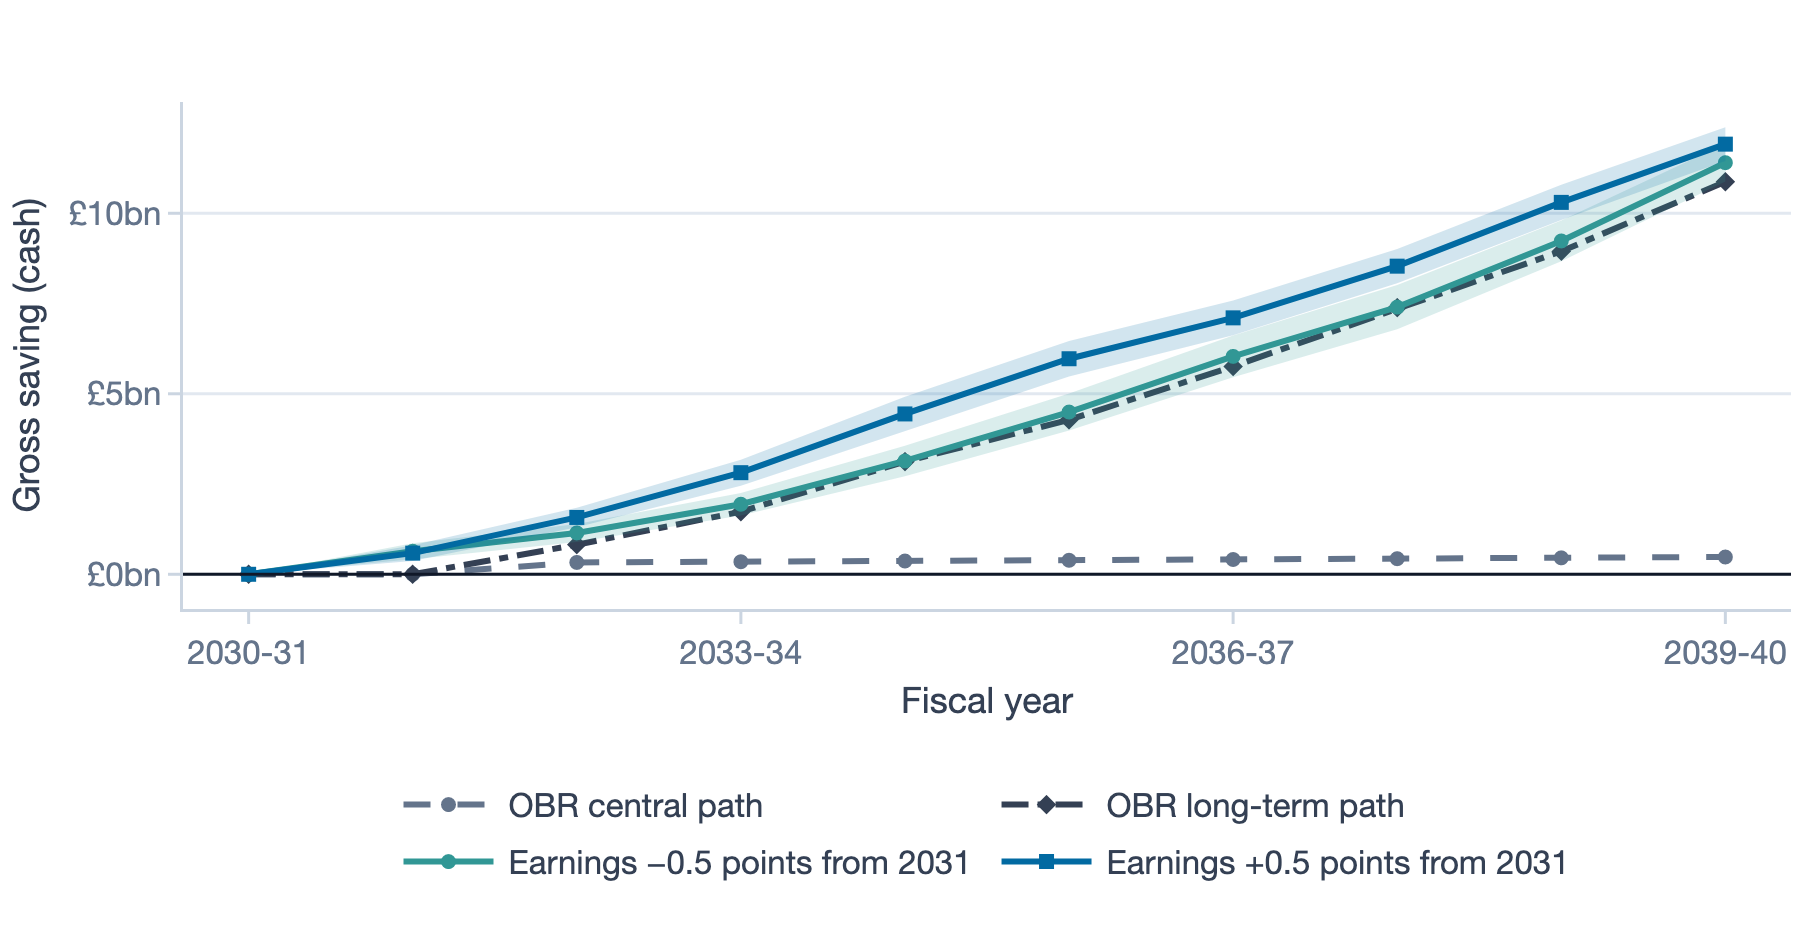 Gross saving (cash)
£10bn
£5bn
£0bn
2030-31
2033-34
2036-37
2039-40
Fiscal year
OBR central path
OBR long-term path
Earnings −0.5 points from 2031
Earnings +0.5 points from 2031